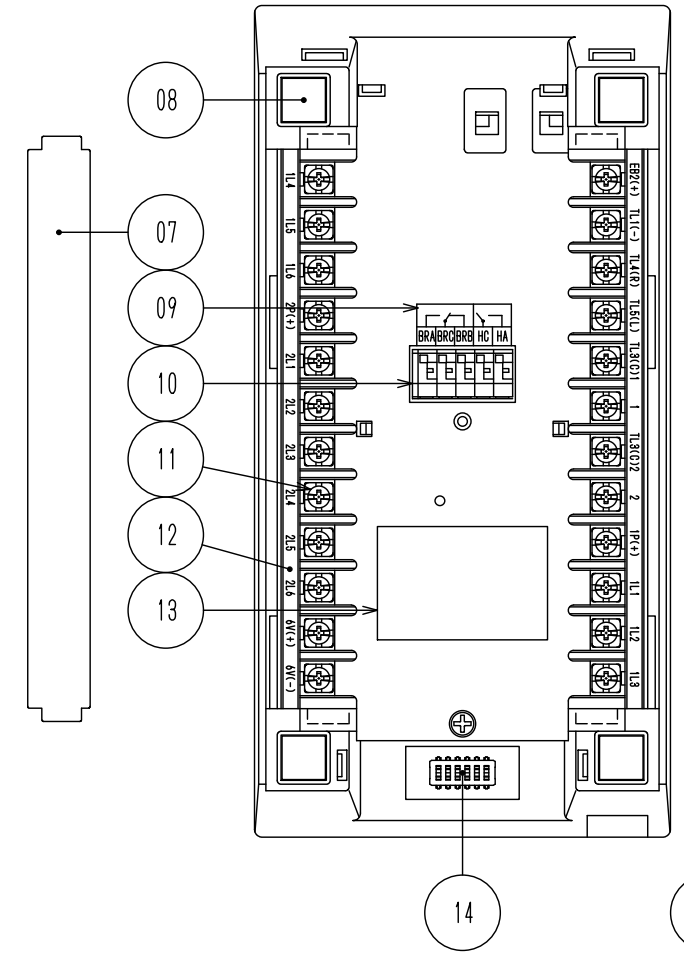 08
07
09
10
11
12
13
14
1L4
1L5
1L6
2P(+)
2L1
2L2
2L3
2L4
2L5
2L6
6V(+)
6V(-)
BRA BRC BRB HC HA
EB2(+)
TL1(-)
TL4(R)
TL5(L)
TL3(C)1
1
TL3(C)2
2
1P(+)
1L1
1L2
1L3